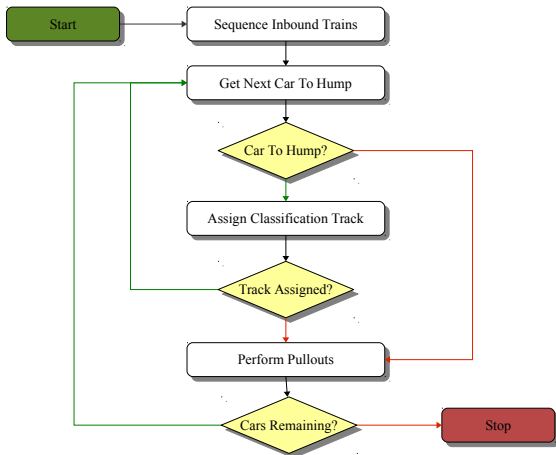 Start
Sequence Inbound Trains
Get Next Car To Hump
Car To Hump?
Assign Classification Track
Track Assigned?
Perform Pullouts
Cars Remaining?
Stop